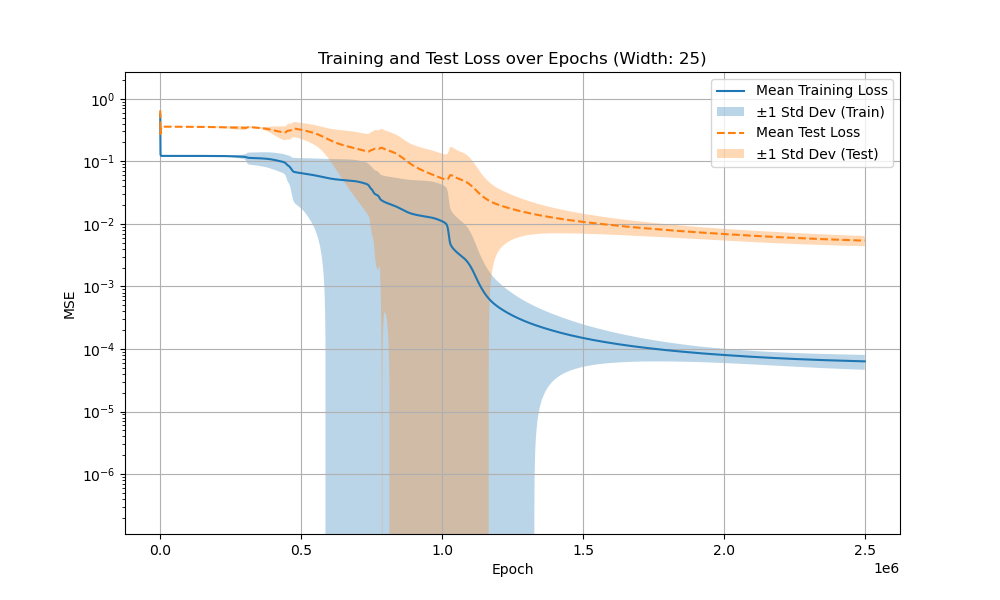 Training and Test Loss over Epochs (Width: 25)
Mean Training Loss
±1 Std Dev (Train)
Mean Test Loss
±1 Std Dev (Test)
MSE
10⁰
10⁻¹
10⁻²
10⁻³
10⁻⁴
10⁻⁵
10⁻⁶
0.0 0.5 1.0 1.5 2.0 2.5
1e6
Epoch